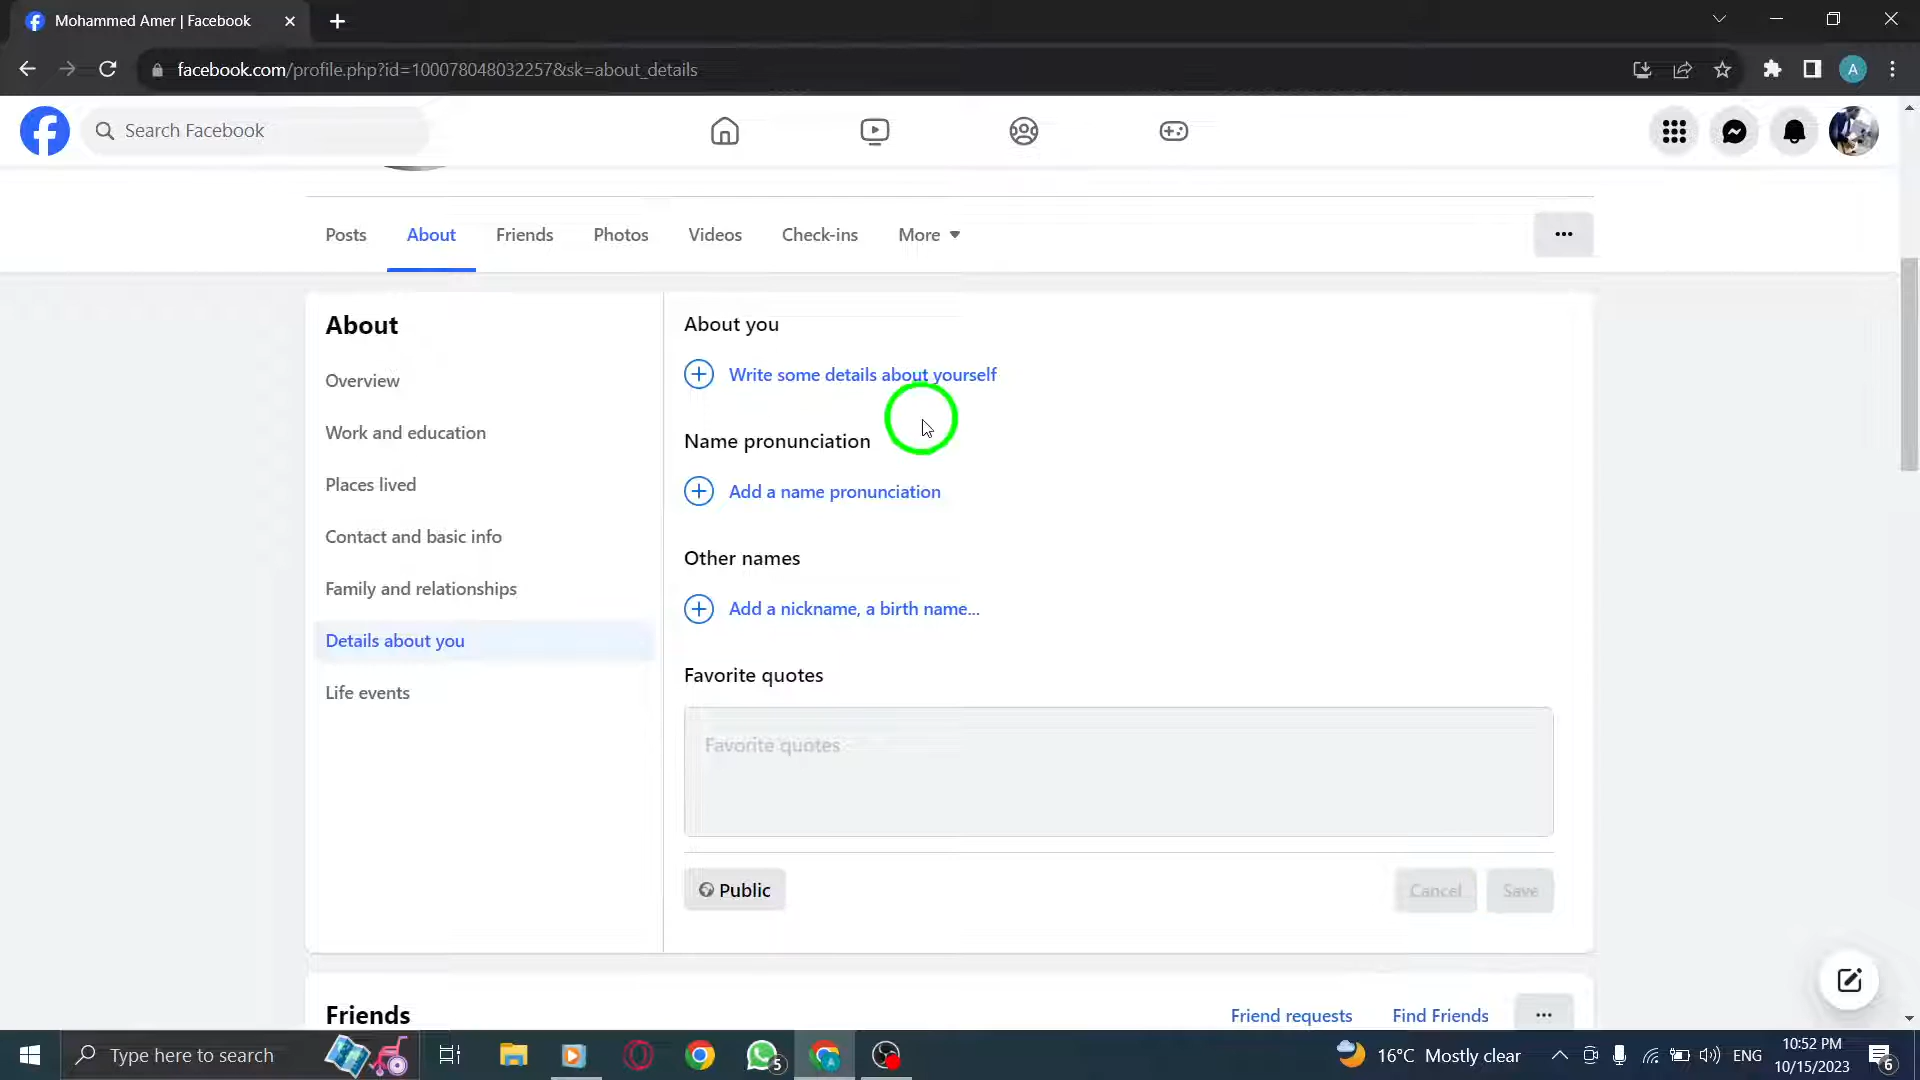 Mohammed Amer | Facebook
facebook.com/profile.php?id=100078048032257&sk=about_details
A
Search Facebook
Posts
About
Friends
Photos
Videos
Check-ins
More
About
Overview
Work and education
Places lived
Contact and basic info
Family and relationships
Details about you
Life events
About you
Write some details about yourself
Name pronunciation
Add a name pronunciation
Other names
Add a nickname, a birth name...
Favorite quotes
Favorite quotes
Public
Cancel
Save
Friends
Friend requests
Find Friends
Type here to search
5
A
16°C Mostly clear
ENG
10:52 PM
10/15/2023
6